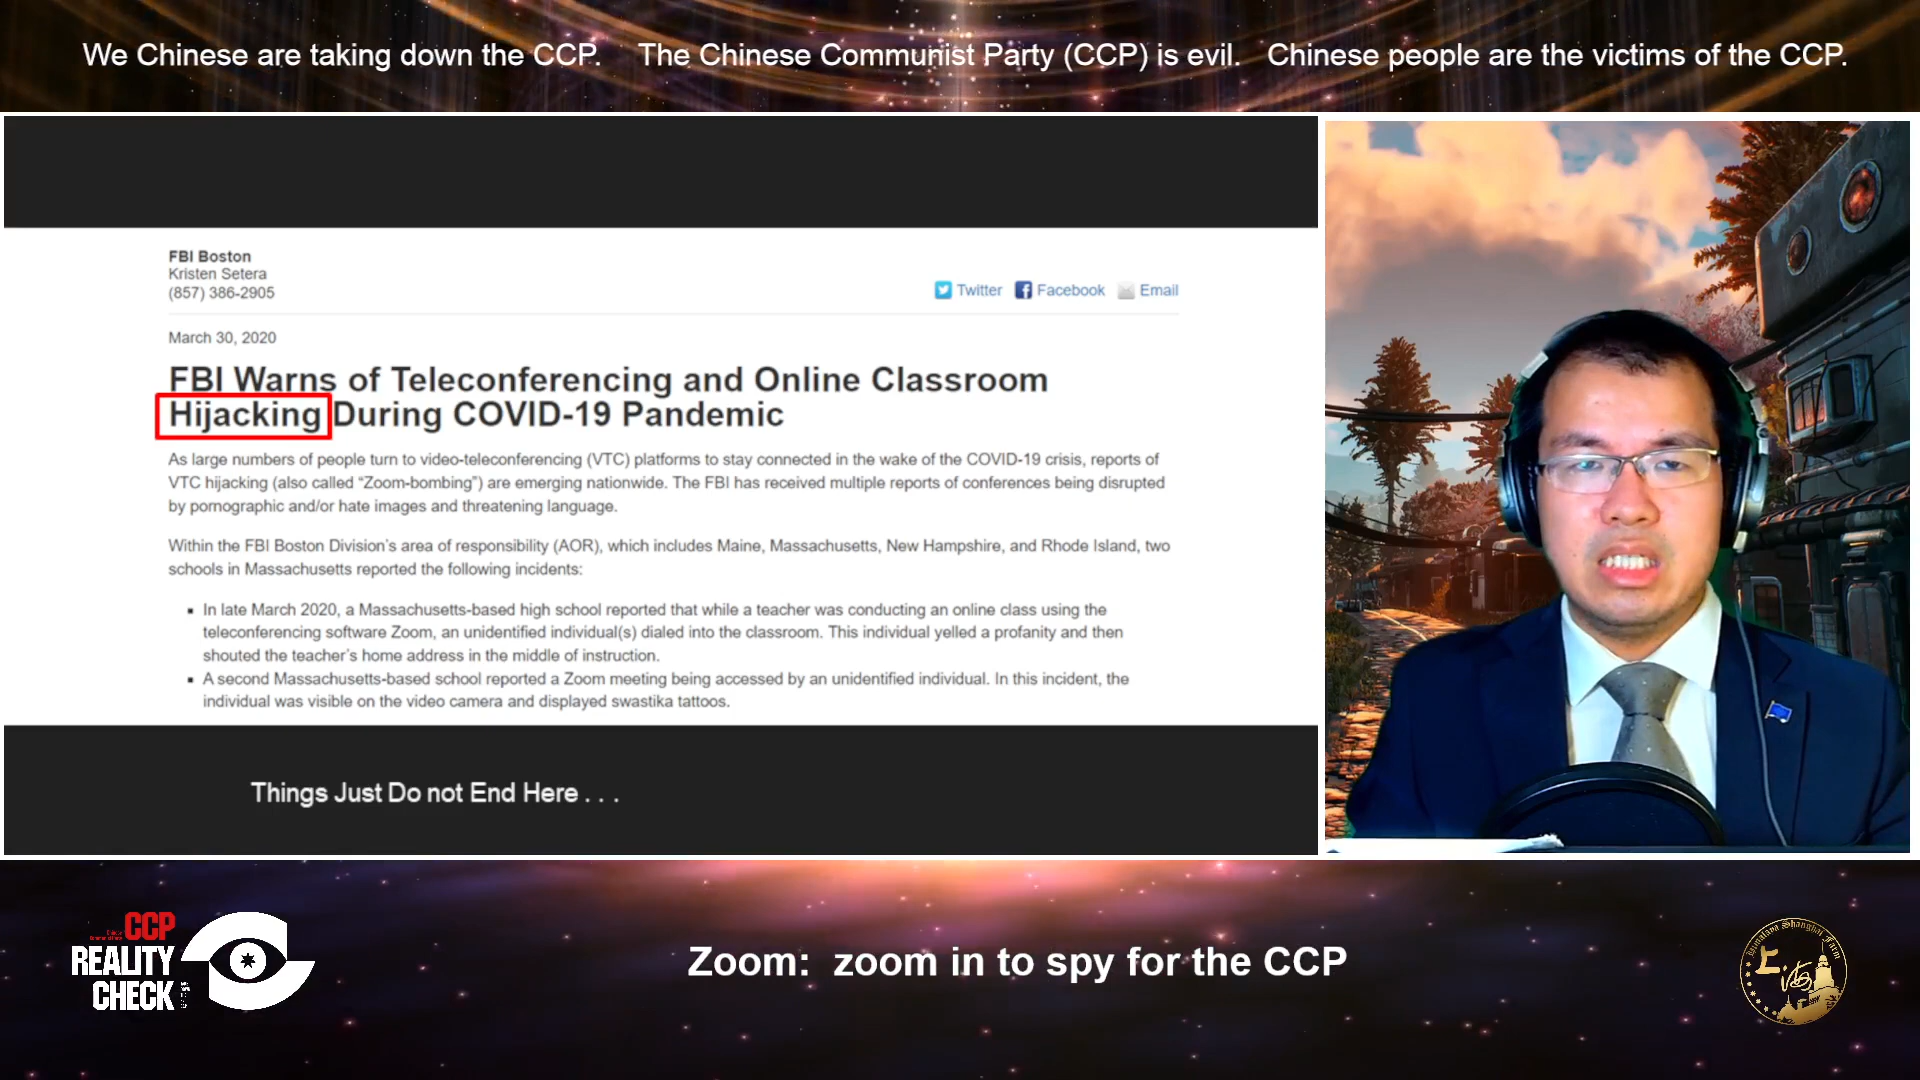 We Chinese are taking down the CCP. The Chinese Communist Party (CCP) is evil. Chinese people are the victims of the CCP.
FBI Boston
Kristen Setera
(857) 386-2905
Twitter Facebook Email
March 30, 2020
FBI Warns of Teleconferencing and Online Classroom
Hijacking During COVID-19 Pandemic
As large numbers of people turn to video-teleconferencing (VTC) platforms to stay connected in the wake of the COVID-19 crisis, reports of
VTC hijacking (also called “Zoom-bombing”) are emerging nationwide. The FBI has received multiple reports of conferences being disrupted
by pornographic and/or hate images and threatening language.
Within the FBI Boston Division’s area of responsibility (AOR), which includes Maine, Massachusetts, New Hampshire, and Rhode Island, two
schools in Massachusetts reported the following incidents:
▪ In late March 2020, a Massachusetts-based high school reported that while a teacher was conducting an online class using the
teleconferencing software Zoom, an unidentified individual(s) dialed into the classroom. This individual yelled a profanity and then
shouted the teacher’s home address in the middle of instruction.
▪ A second Massachusetts-based school reported a Zoom meeting being accessed by an unidentified individual. In this incident, the
individual was visible on the video camera and displayed swastika tattoos.
Things Just Do not End Here . . .
CCP
REALITY
CHECK
Zoom: zoom in to spy for the CCP
Himalaya Shanghai Farm
上海